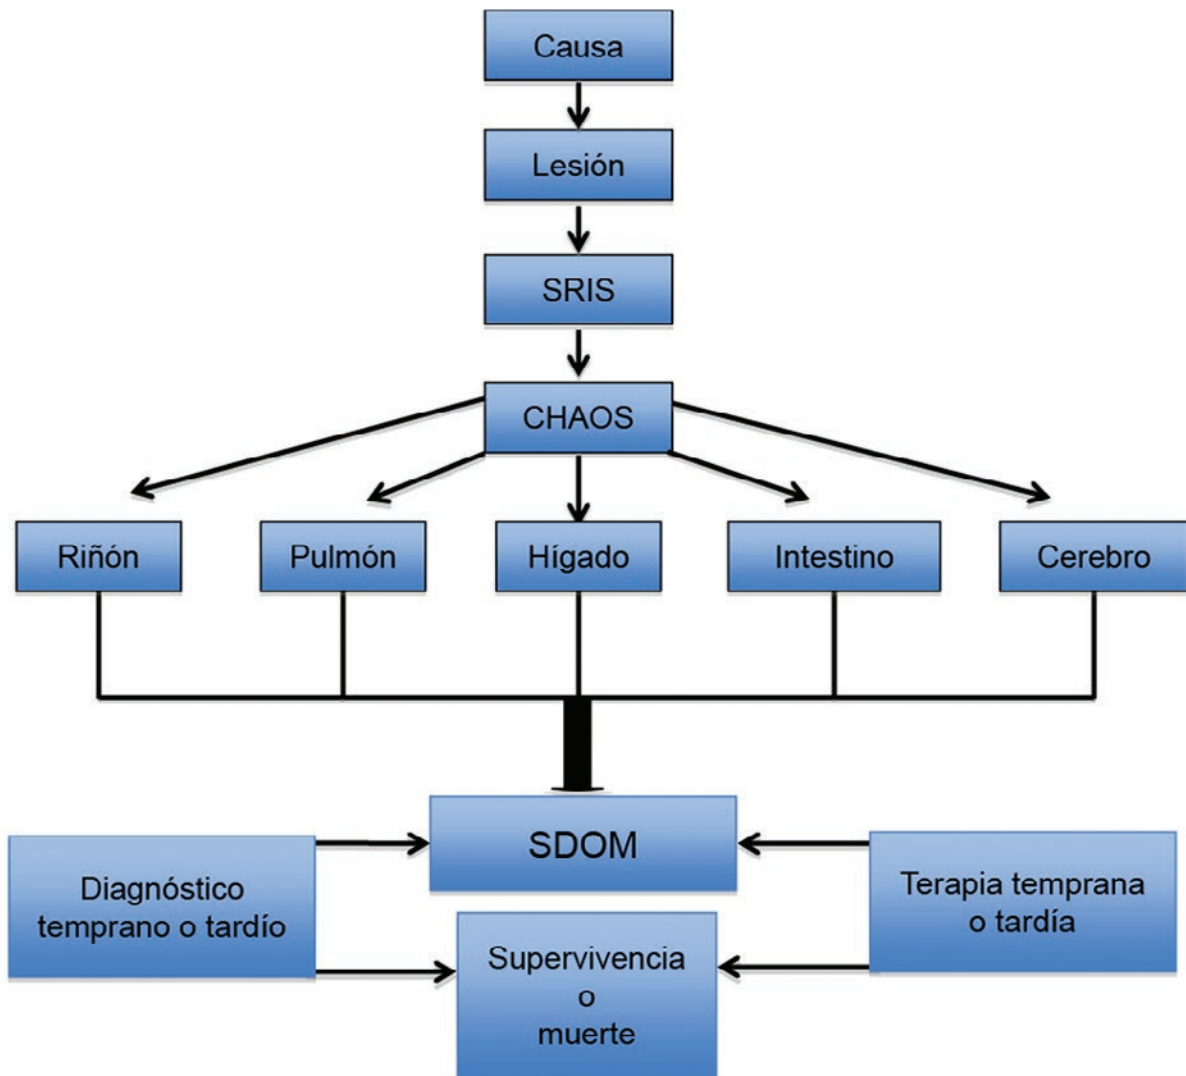 Causa
Lesión
SRIS
CHAOS
Riñón
Pulmón
Hígado
Intestino
Cerebro
SDOM
Diagnóstico
temprano o tardío
Terapia temprana
o tardía
Supervivencia
o
muerte